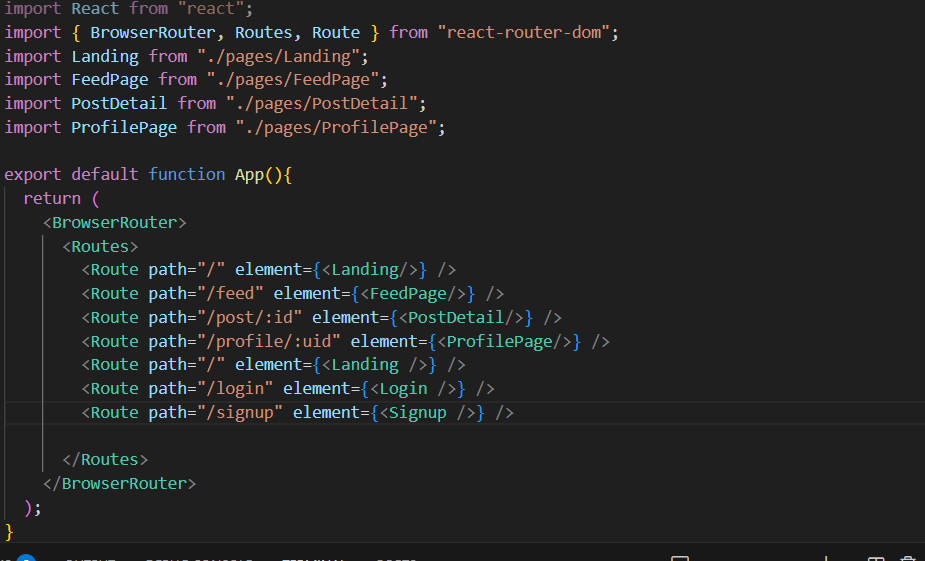 import React from "react";
import { BrowserRouter, Routes, Route } from "react-router-dom";
import Landing from "./pages/Landing";
import FeedPage from "./pages/FeedPage";
import PostDetail from "./pages/PostDetail";
import ProfilePage from "./pages/ProfilePage";

export default function App(){
  return (
    <BrowserRouter>
      <Routes>
        <Route path="/" element={<Landing/>} />
        <Route path="/feed" element={<FeedPage/>} />
        <Route path="/post/:id" element={<PostDetail/>} />
        <Route path="/profile/:uid" element={<ProfilePage/>} />
        <Route path="/" element={<Landing />} />
        <Route path="/login" element={<Login />} />
        <Route path="/signup" element={<Signup />} />

      </Routes>
    </BrowserRouter>
  );
}